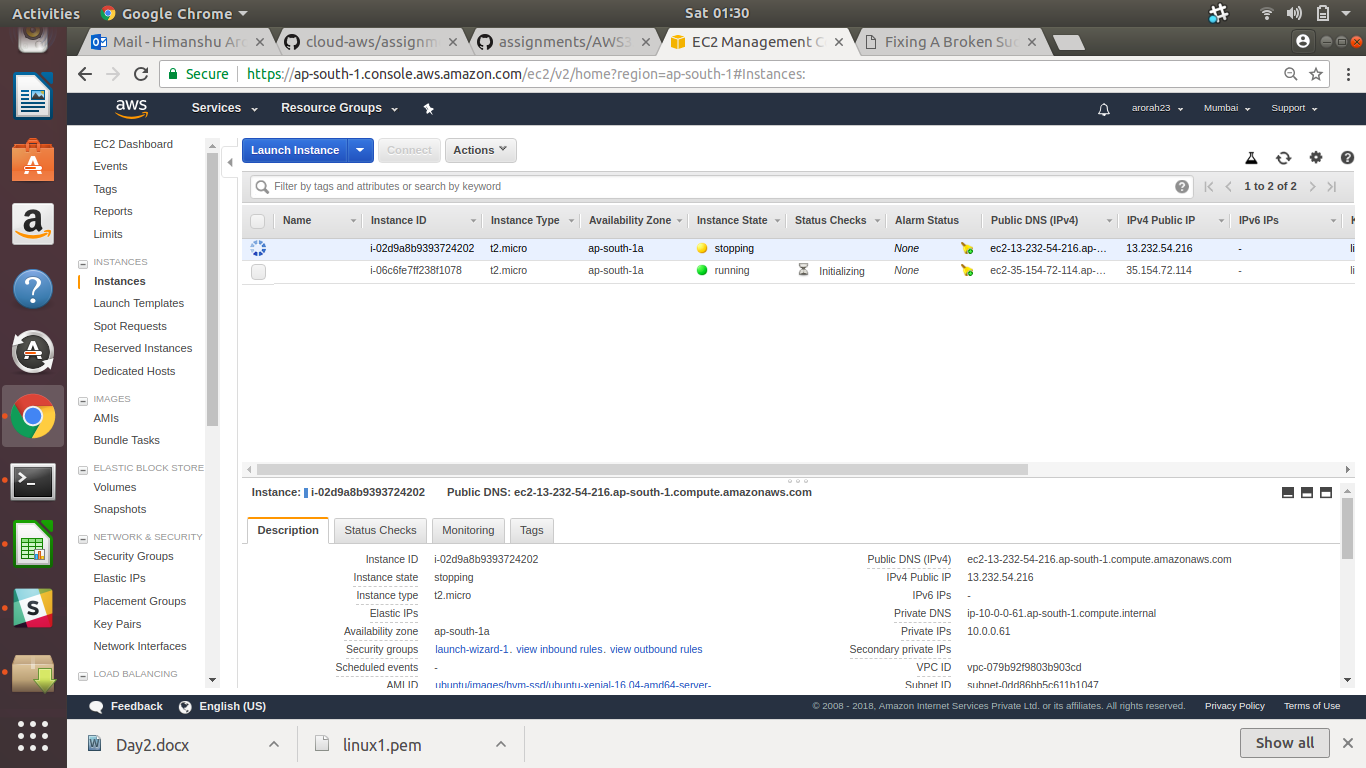 Activities Google Chrome Sat 01:30
Mail - Himanshu Aro cloud-aws/assignm assignments/AWS3 EC2 Management C Fixing A Broken Sud
Secure https://ap-south-1.console.aws.amazon.com/ec2/v2/home?region=ap-south-1#Instances:
aws Services Resource Groups arorah23 Mumbai Support
EC2 Dashboard
Events
Tags
Reports
Limits
INSTANCES
Instances
Launch Templates
Spot Requests
Reserved Instances
Dedicated Hosts
IMAGES
AMIs
Bundle Tasks
ELASTIC BLOCK STORE
Volumes
Snapshots
NETWORK & SECURITY
Security Groups
Elastic IPs
Placement Groups
Key Pairs
Network Interfaces
LOAD BALANCING
Launch Instance Connect Actions
Filter by tags and attributes or search by keyword 1 to 2 of 2
Name Instance ID Instance Type Availability Zone Instance State Status Checks Alarm Status Public DNS (IPv4) IPv4 Public IP IPv6 IPs K
i-02d9a8b9393724202 t2.micro ap-south-1a stopping None ec2-13-232-54-216.ap-... 13.232.54.216 - li
i-06c6fe7ff238f1078 t2.micro ap-south-1a running Initializing None ec2-35-154-72-114.ap-... 35.154.72.114 - li
Instance: i-02d9a8b9393724202 Public DNS: ec2-13-232-54-216.ap-south-1.compute.amazonaws.com
Description Status Checks Monitoring Tags
Instance ID i-02d9a8b9393724202 Public DNS (IPv4) ec2-13-232-54-216.ap-south-1.compute.amazonaws.com
Instance state stopping IPv4 Public IP 13.232.54.216
Instance type t2.micro IPv6 IPs -
Elastic IPs Private DNS ip-10-0-0-61.ap-south-1.compute.internal
Availability zone ap-south-1a Private IPs 10.0.0.61
Security groups launch-wizard-1. view inbound rules. view outbound rules Secondary private IPs
Scheduled events - VPC ID vpc-079b92f9803b903cd
AMI ID ubuntu/images/hvm-ssd/ubuntu-xenial-16.04-amd64-server- Subnet ID subnet-0dd86bb5c611b1047
Feedback English (US) © 2008 - 2018, Amazon Internet Services Private Ltd. or its affiliates. All rights reserved. Privacy Policy Terms of Use
Day2.docx linux1.pem Show all